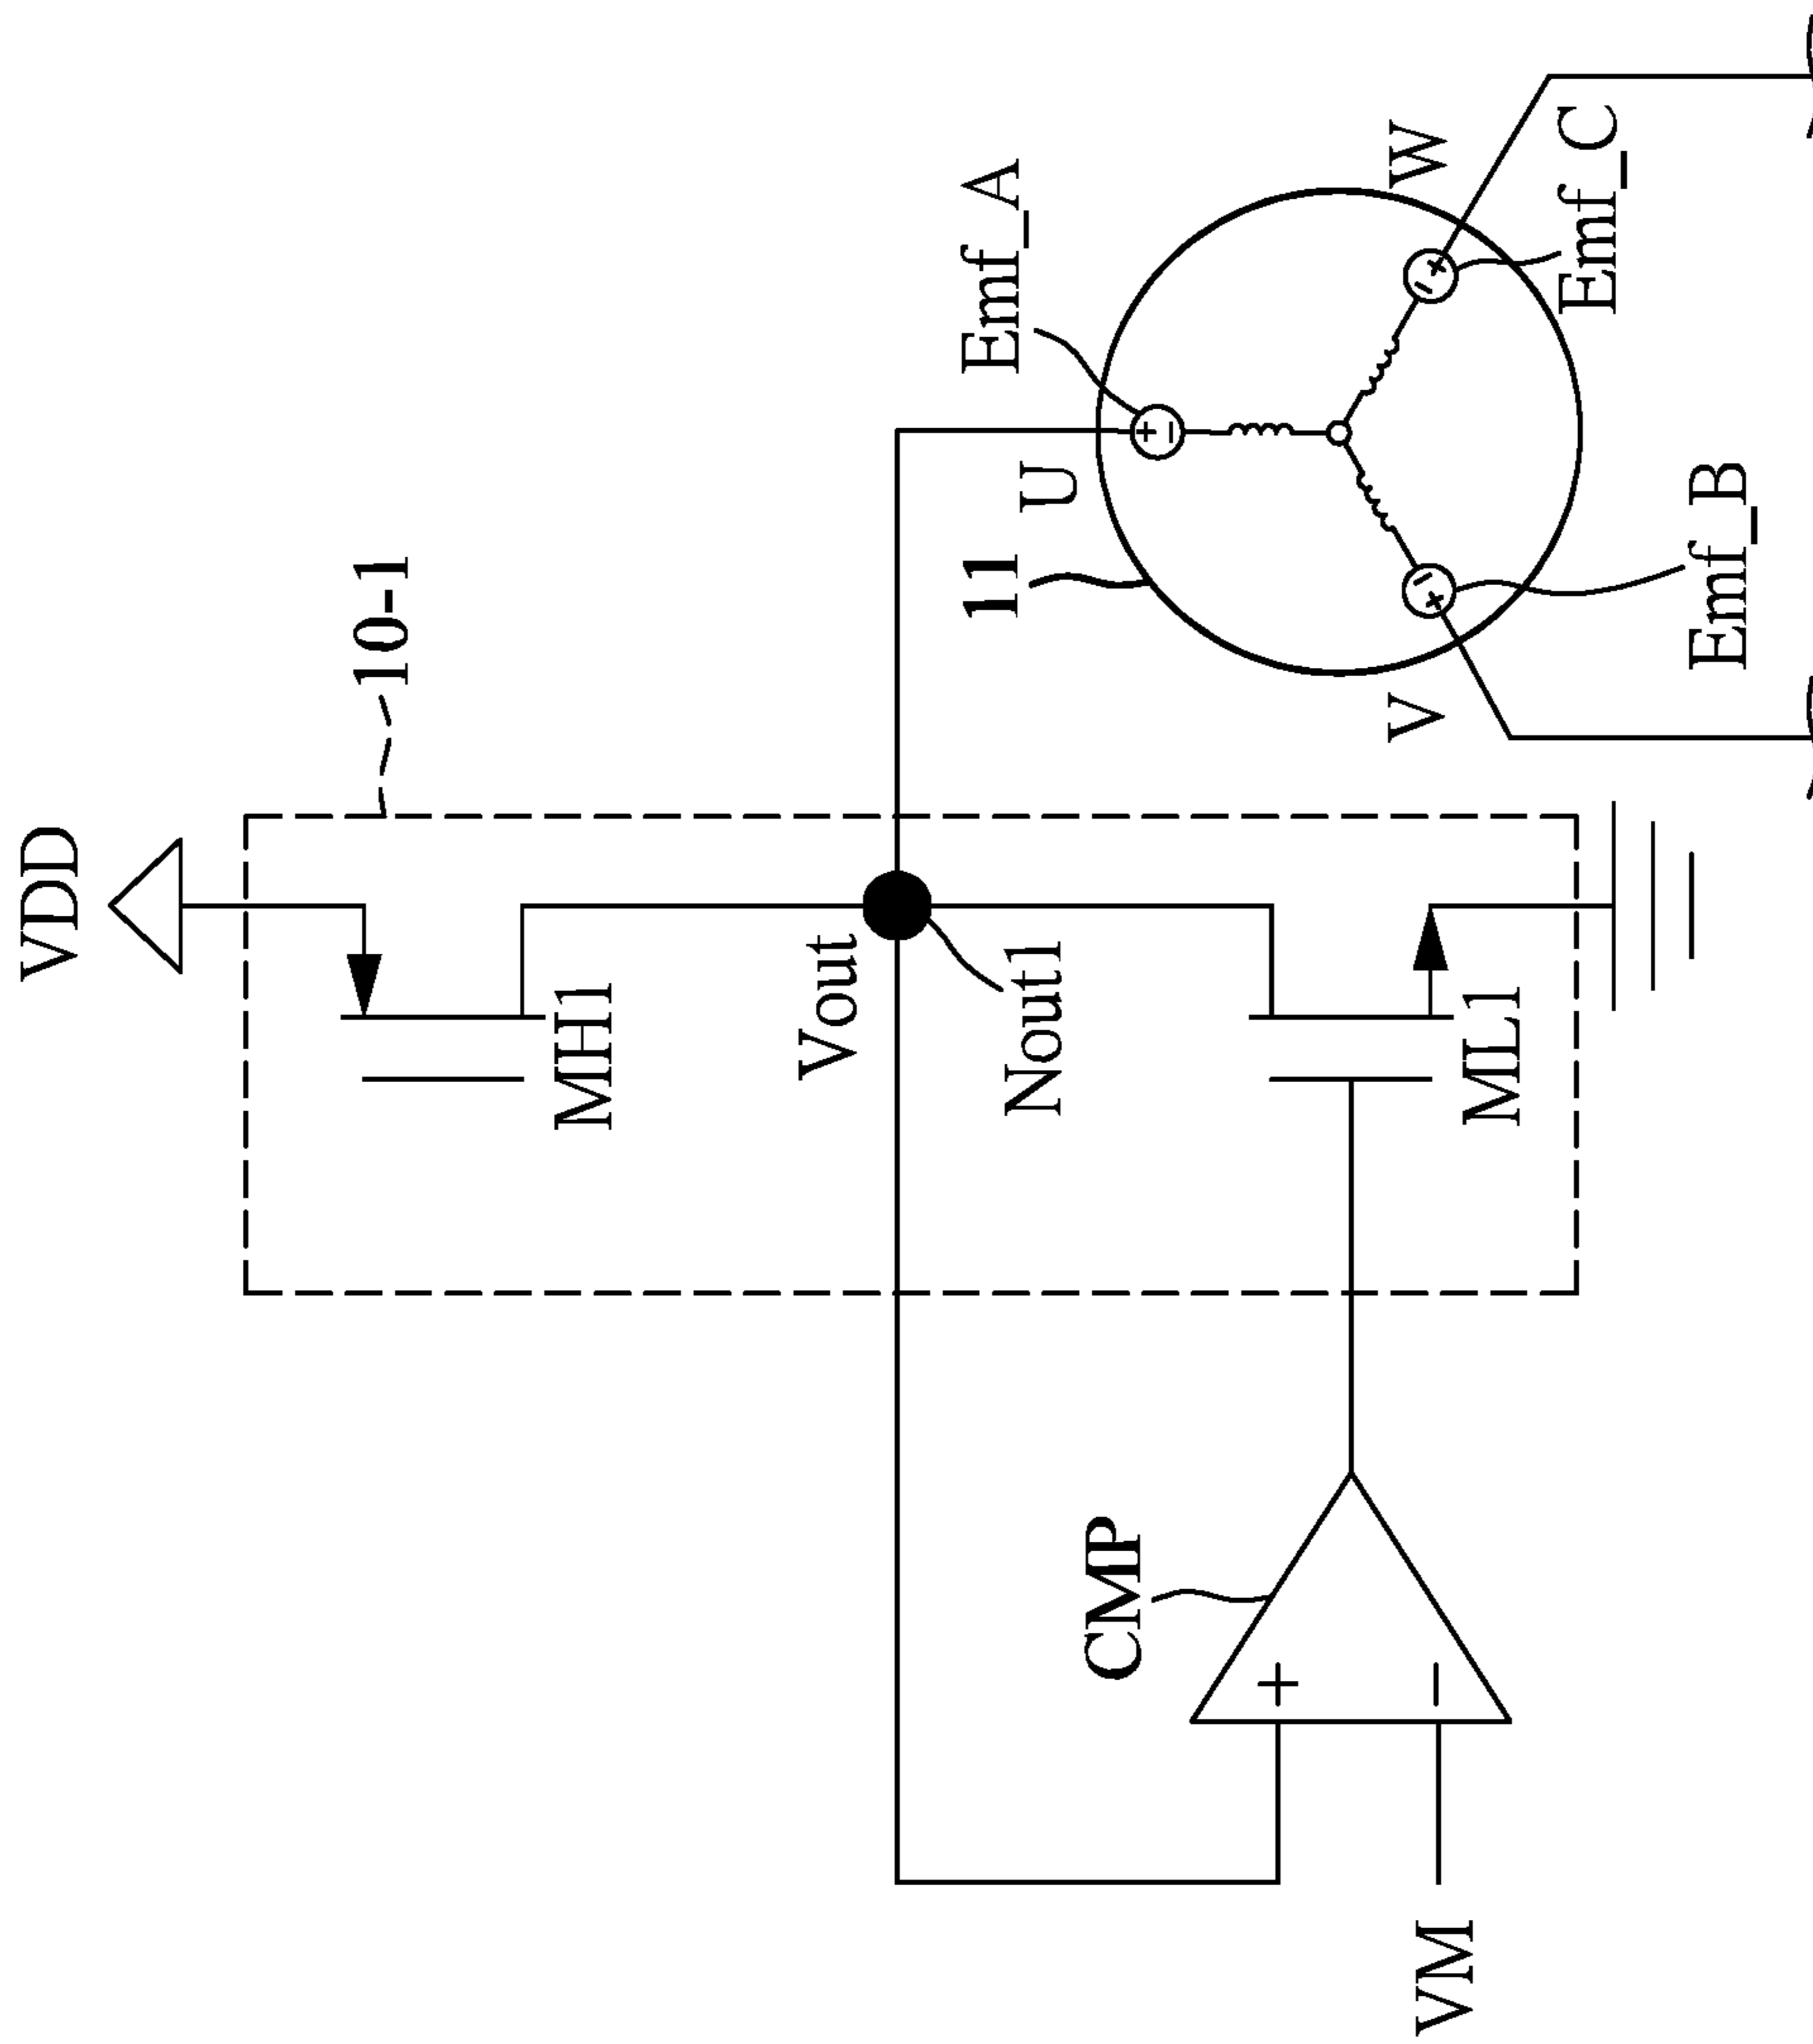 VDD
10-1
MH1
Vout
Nout1
ML1
CMP
+
−
VM
11
U
V
W
Emf_A
+
−
Emf_B
+
−
Emf_C
+
−